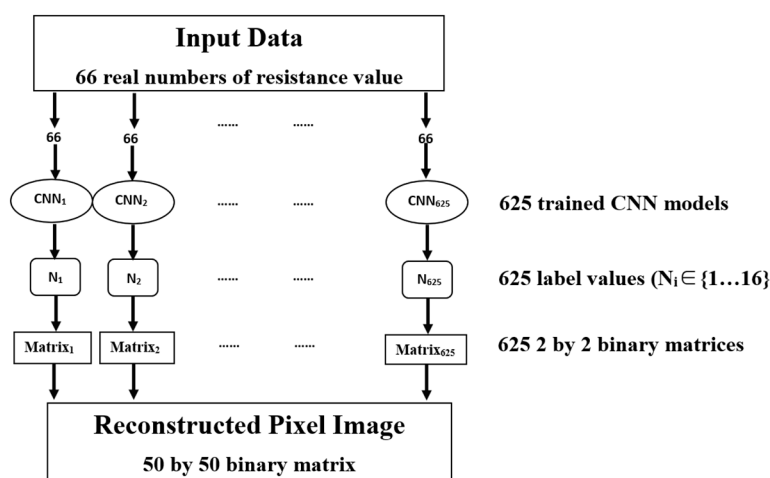 Input Data
66 real numbers of resistance value
66 66 ...... ...... 66
CNN₁ CNN₂ ...... ...... CNN₆₂₅ 625 trained CNN models
N₁ N₂ ...... ...... N₆₂₅ 625 label values (Nᵢ∈{1…16}
Matrix₁ Matrix₂ ...... ...... Matrix₆₂₅ 625 2 by 2 binary matrices
Reconstructed Pixel Image
50 by 50 binary matrix